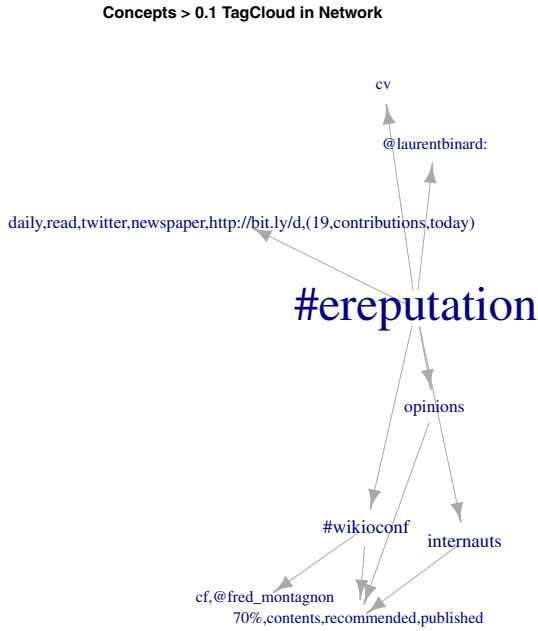 Concepts > 0.1 TagCloud in Network
cv
@laurentbinard:
daily,read,twitter,newspaper,http://bit.ly/d,(19,contributions,today)
#ereputation
opinions
#wikioconf
internauts
cf,@fred_montagnon
70%,contents,recommended,published